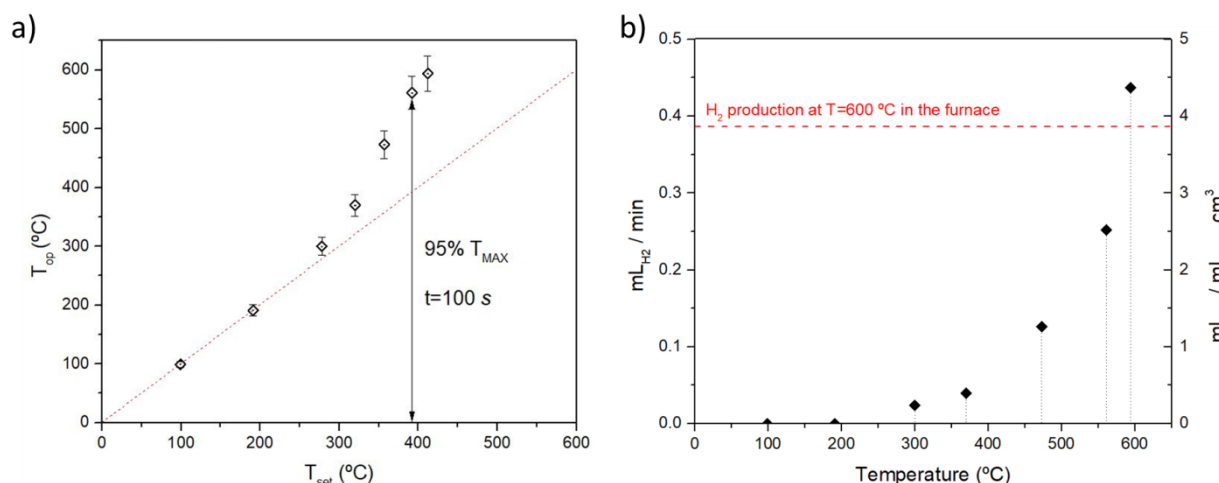 a)
600
500
400
300
200
100
0
T_op (ºC)
95% T_MAX
t=100 s
0 100 200 300 400 500 600
T_set (ºC)
b)
0.5
0.4
0.3
0.2
0.1
0.0
mL_H2 / min
H₂ production at T=600 ºC in the furnace
5
4
3
2
1
0
mL / mL cm³
0 100 200 300 400 500 600
Temperature (ºC)